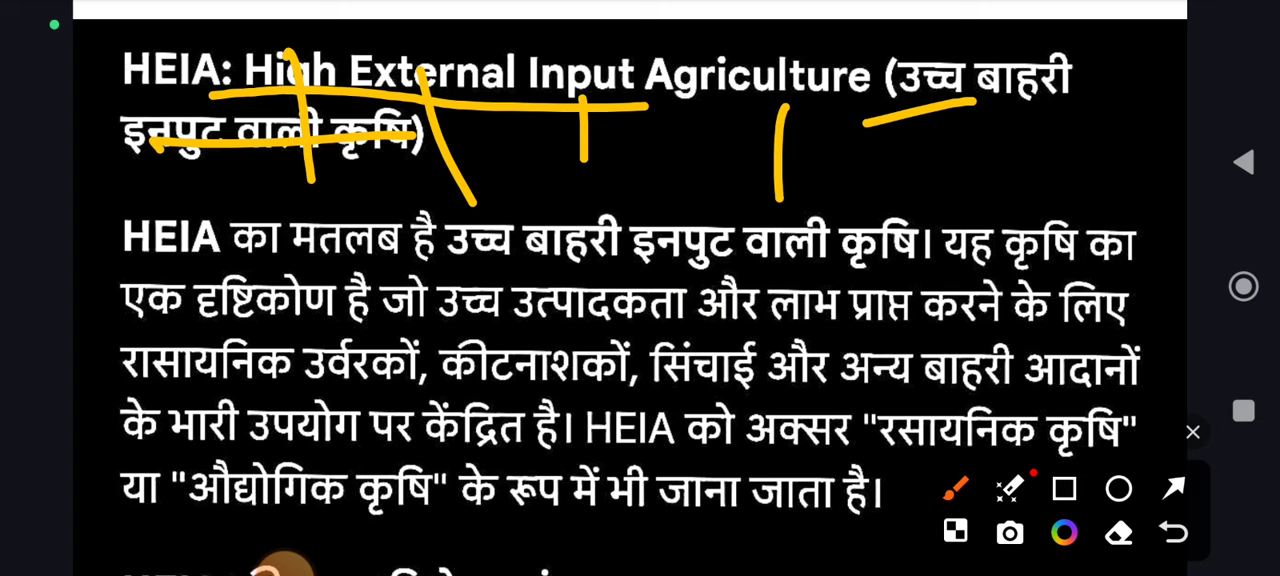 HEIA: High External Input Agriculture (उच्च बाहरी
इनपुट वाली कृषि)
HEIA का मतलब है उच्च बाहरी इनपुट वाली कृषि। यह कृषि का
एक दृष्टिकोण है जो उच्च उत्पादकता और लाभ प्राप्त करने के लिए
रासायनिक उर्वरकों, कीटनाशकों, सिंचाई और अन्य बाहरी आदानों
के भारी उपयोग पर केंद्रित है। HEIA को अक्सर "रसायनिक कृषि"
या "औद्योगिक कृषि" के रूप में भी जाना जाता है।